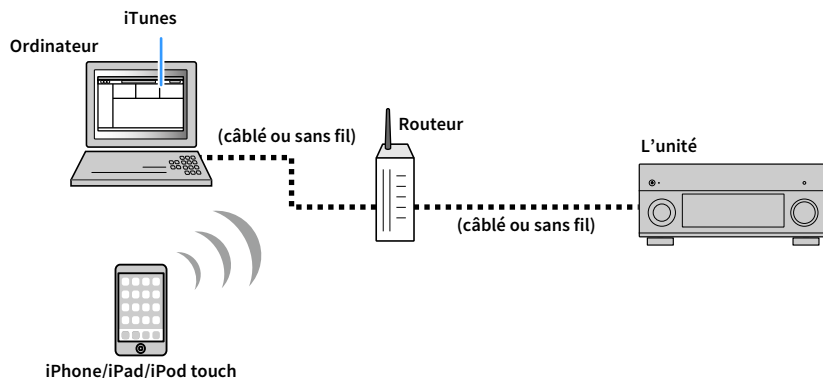 iTunes
Ordinateur
(câblé ou sans fil)
Routeur
L'unité
(câblé ou sans fil)
iPhone/iPad/iPod touch